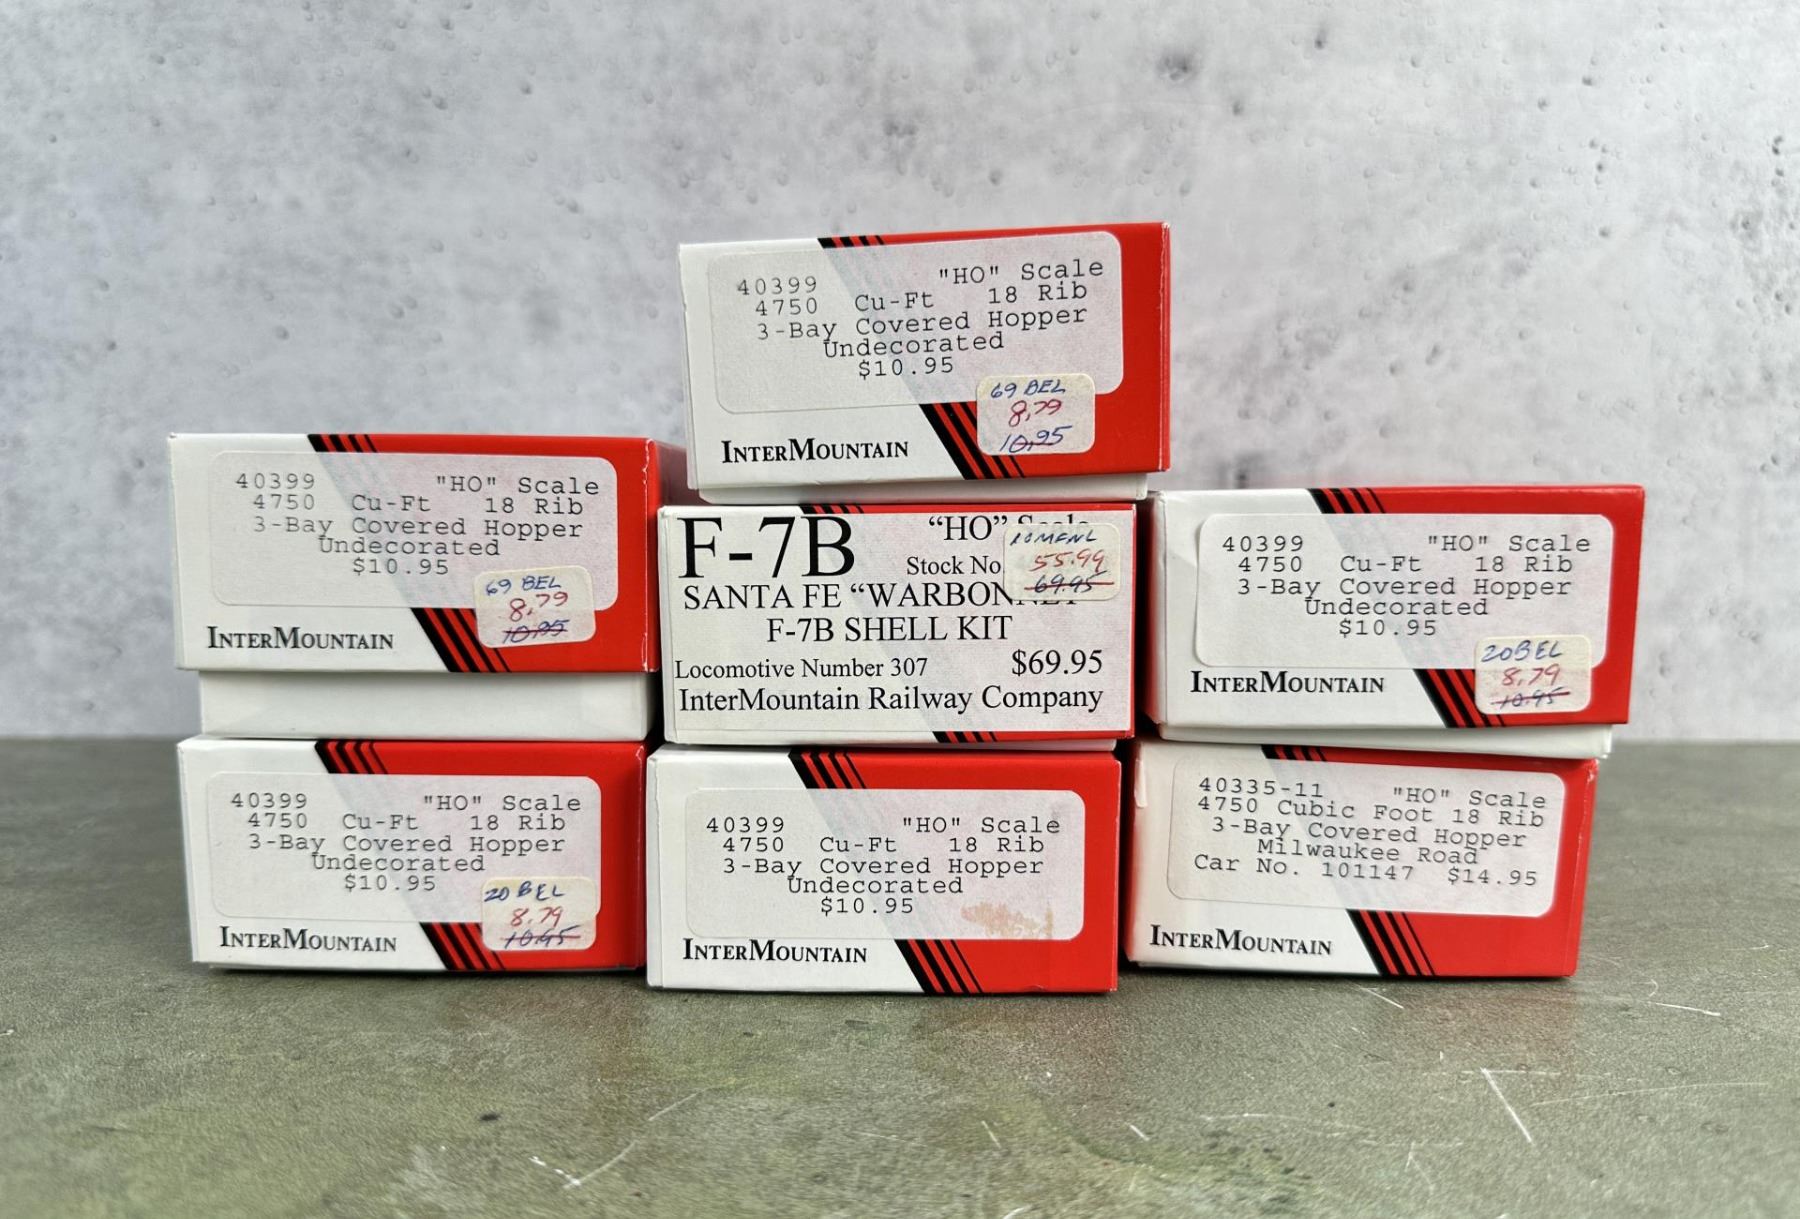 40399 "HO" Scale
4750 Cu-Ft 18 Rib
3-Bay Covered Hopper
Undecorated
$10.95
69 BEL
8.79
10.95
INTERMOUNTAIN
40399 "HO" Scale
4750 Cu-Ft 18 Rib
3-Bay Covered Hopper
Undecorated
$10.95
69 BEL
8.79
10.95
INTERMOUNTAIN
F-7B "HO" Scale
Stock No.
SANTA FE “WARBONNET”
F-7B SHELL KIT
Locomotive Number 307 $69.95
InterMountain Railway Company
55.99
69.95
40399 "HO" Scale
4750 Cu-Ft 18 Rib
3-Bay Covered Hopper
Undecorated
$10.95
20 BEL
8.79
10.95
INTERMOUNTAIN
40399 "HO" Scale
4750 Cu-Ft 18 Rib
3-Bay Covered Hopper
Undecorated
$10.95
20 BEL
8.79
10.95
INTERMOUNTAIN
40399 "HO" Scale
4750 Cu-Ft 18 Rib
3-Bay Covered Hopper
Undecorated
$10.95
INTERMOUNTAIN
40335-11 "HO" Scale
4750 Cubic Foot 18 Rib
3-Bay Covered Hopper
Milwaukee Road
Car No. 101147 $14.95
INTERMOUNTAIN